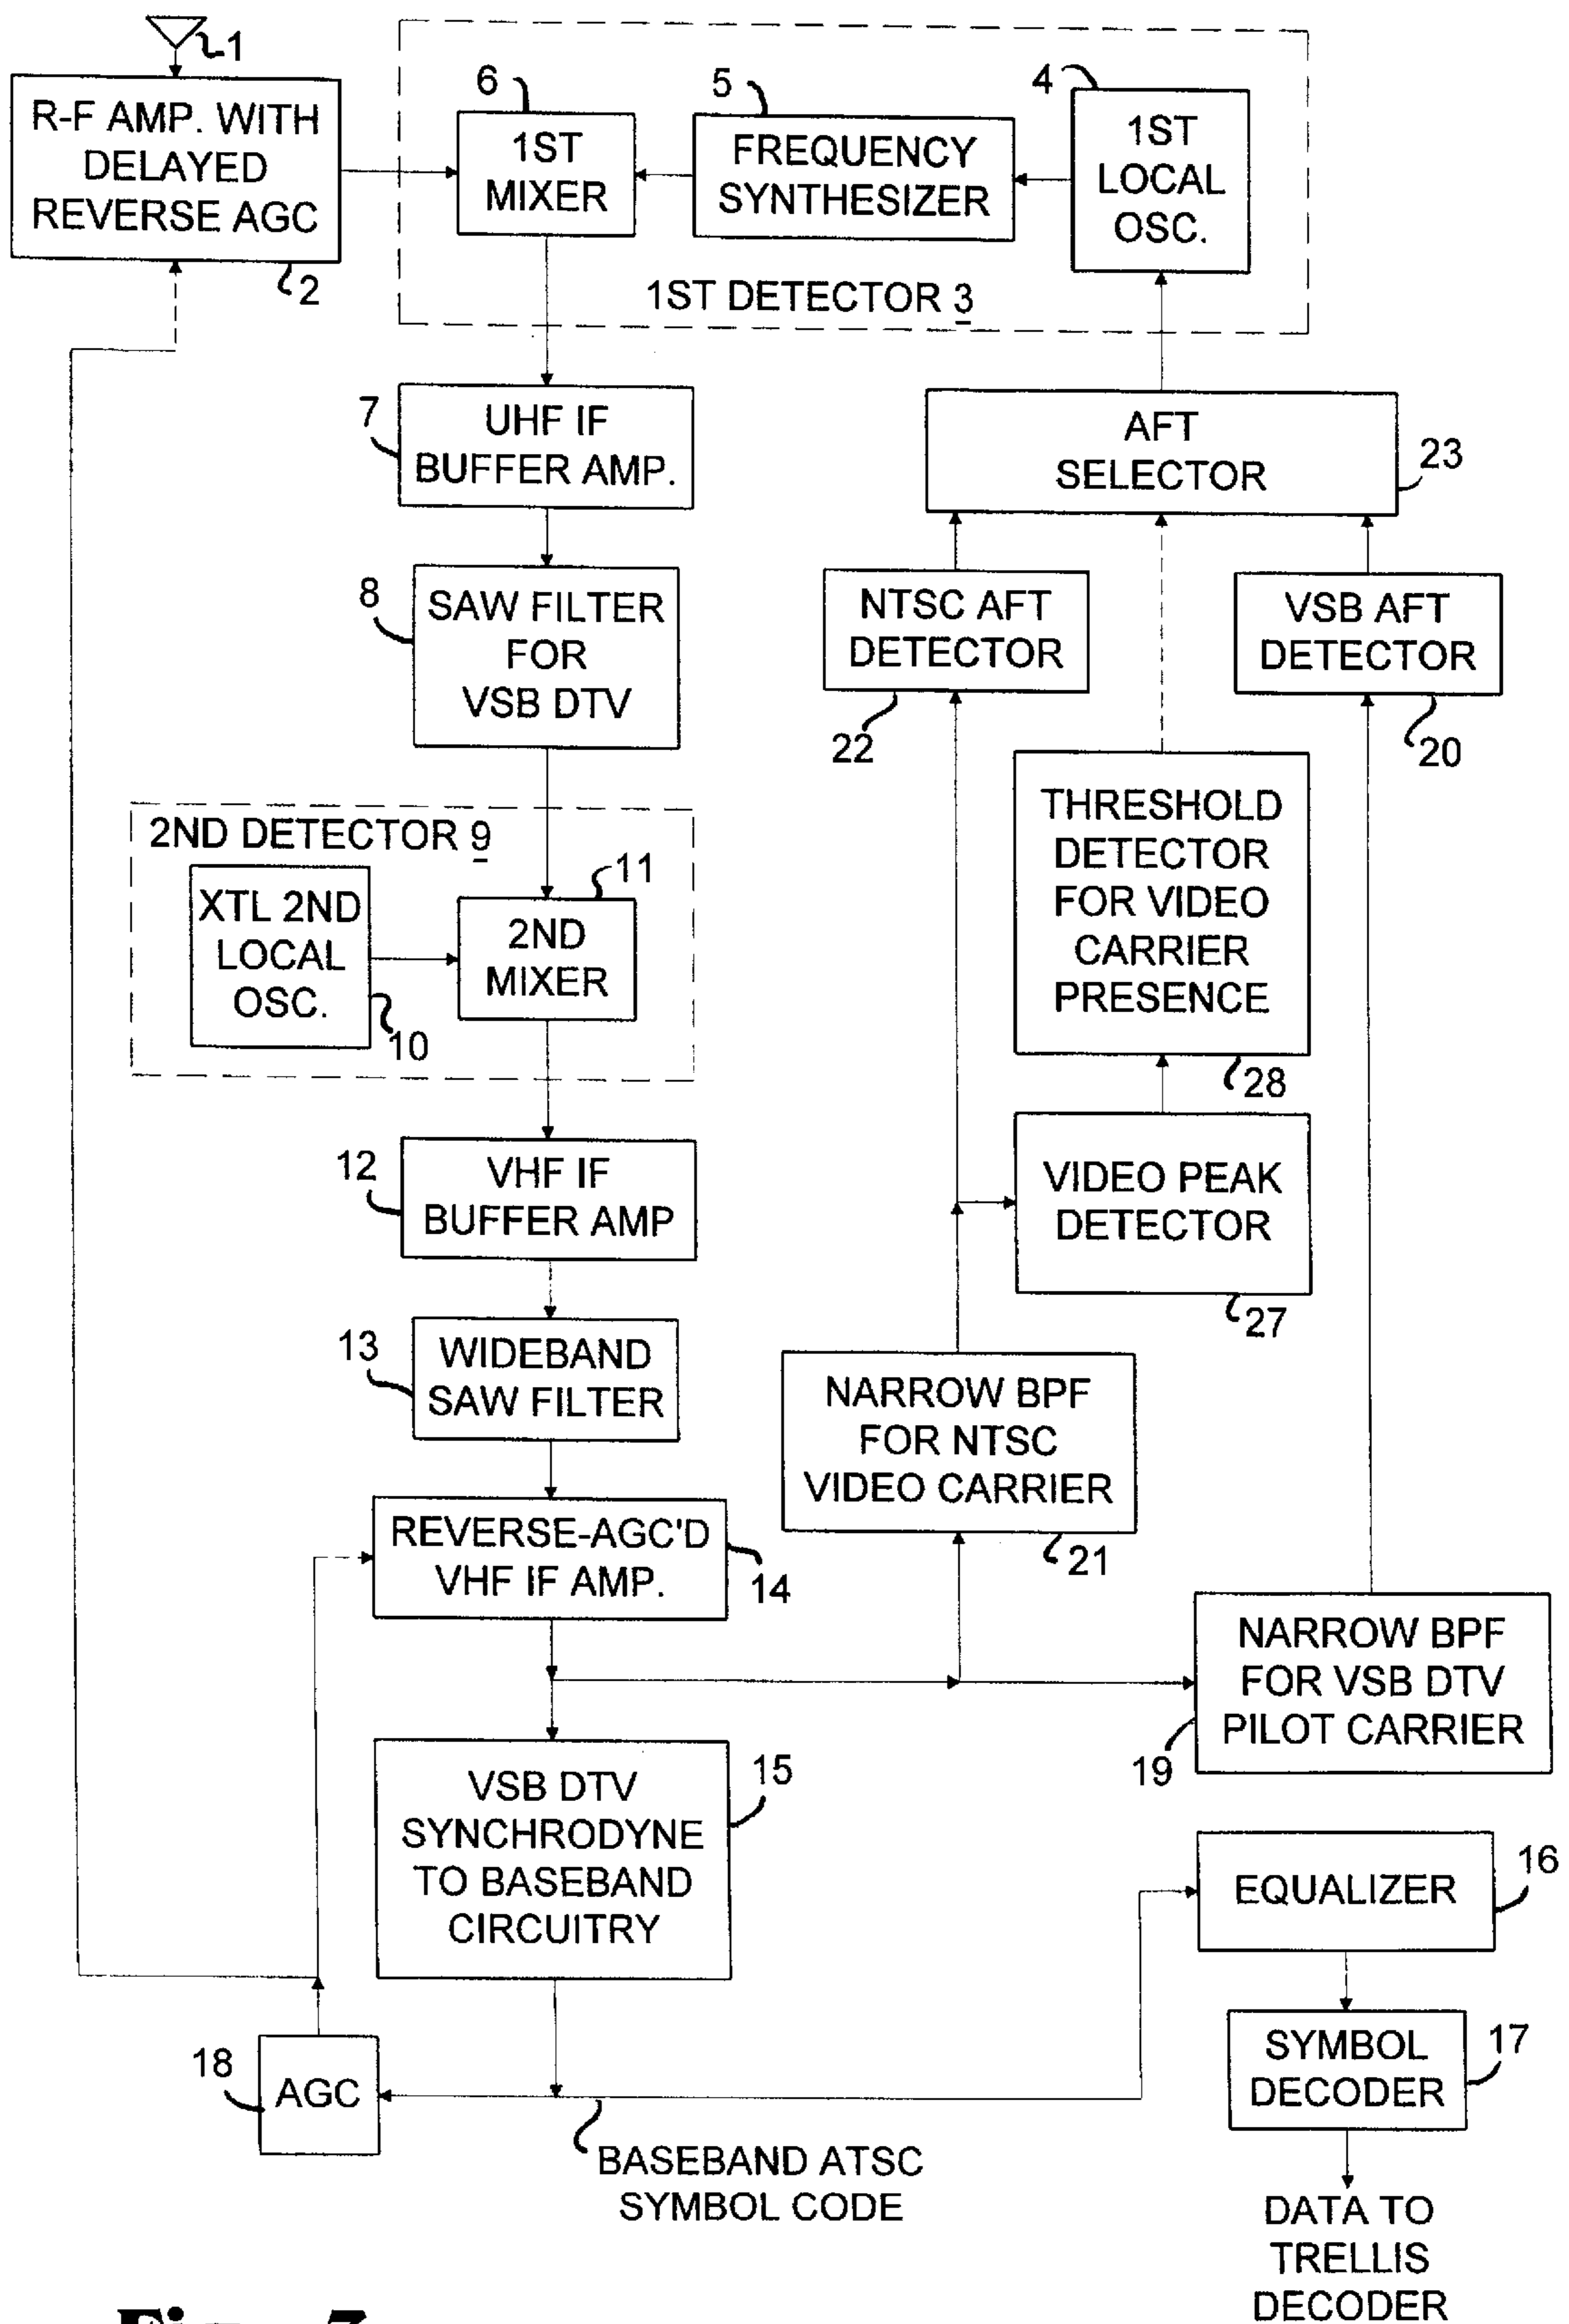 1
R-F AMP. WITH
DELAYED
REVERSE AGC
2
6
1ST
MIXER
5
FREQUENCY
SYNTHESIZER
4
1ST
LOCAL
OSC.
1ST DETECTOR 3
7
UHF IF
BUFFER AMP.
AFT
SELECTOR
23
8
SAW FILTER
FOR
VSB DTV
NTSC AFT
DETECTOR
22
VSB AFT
DETECTOR
20
2ND DETECTOR 9
XTL 2ND
LOCAL
OSC.
10
11
2ND
MIXER
THRESHOLD
DETECTOR
FOR VIDEO
CARRIER
PRESENCE
28
12
VHF IF
BUFFER AMP
VIDEO PEAK
DETECTOR
27
13
WIDEBAND
SAW FILTER
NARROW BPF
FOR NTSC
VIDEO CARRIER
21
REVERSE-AGC'D
VHF IF AMP.
14
NARROW BPF
FOR VSB DTV
PILOT CARRIER
19
VSB DTV
SYNCHRODYNE
TO BASEBAND
CIRCUITRY
15
EQUALIZER
16
18
AGC
SYMBOL
DECODER
17
BASEBAND ATSC
SYMBOL CODE
DATA TO
TRELLIS
DECODER